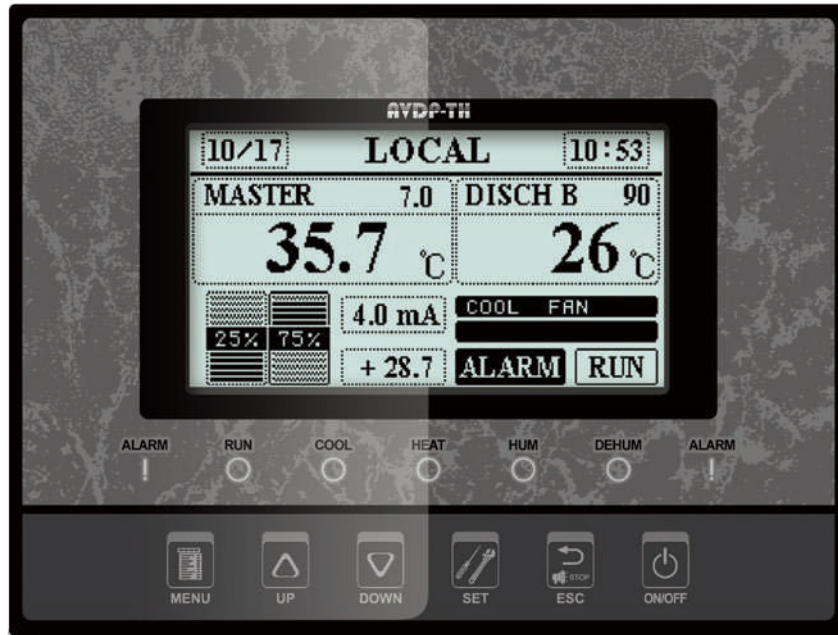 AVDP-TH
10/17 LOCAL 10:53
MASTER 7.0 DISCH B 90
35.7 °C 26 °C
25% 75% 4.0 mA COOL FAN
+ 28.7 ALARM RUN
ALARM RUN COOL HEAT HUM DEHUM ALARM
! !
STOP
MENU UP DOWN SET ESC ON/OFF